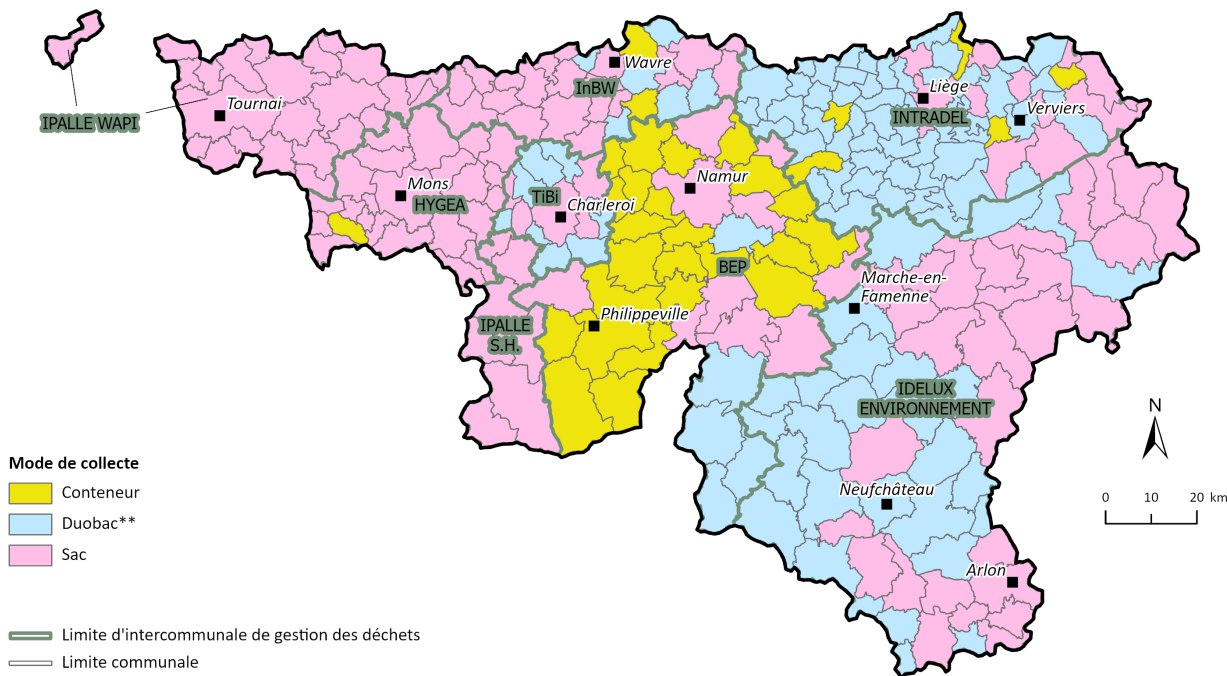 Wavre
InBW
Liège
INTRADEL
Tournai
IPALLE WAPI
Verviers
Mons
HYGEA
TiBi
Charleroi
Namur
BEP
Marche-en-
Famenne
Philippeville
IPALLE
S.H.
IDELUX
ENVIRONNEMENT
N
0 10 20 km
Neufchâteau
Arlon
Mode de collecte
Conteneur
Duobac**
Sac
Limite d'intercommunale de gestion des déchets
Limite communale